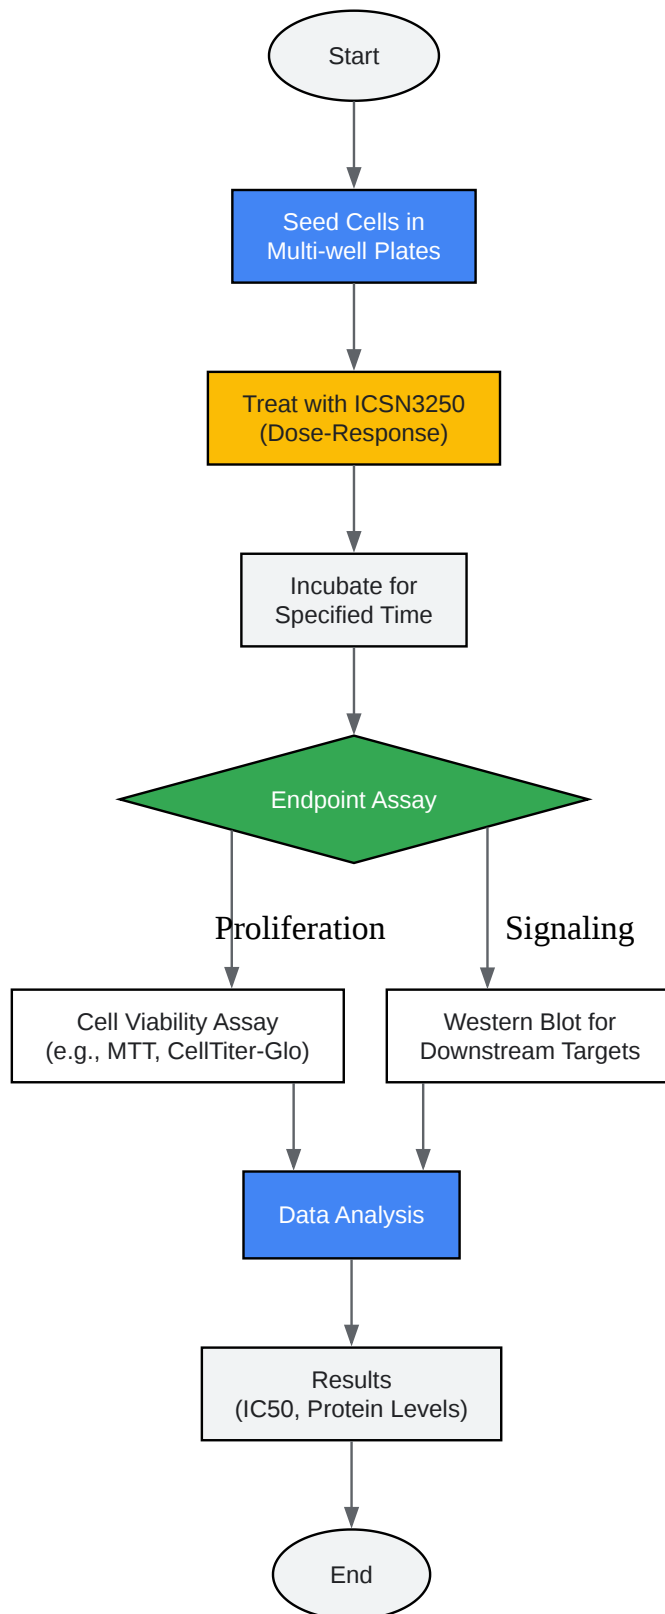 Start
Seed Cells in
Multi-well Plates
Treat with ICSN3250
(Dose-Response)
Incubate for
Specified Time
Endpoint Assay
Proliferation
Signaling
Cell Viability Assay
(e.g., MTT, CellTiter-Glo)
Western Blot for
Downstream Targets
Data Analysis
Results
(IC50, Protein Levels)
End